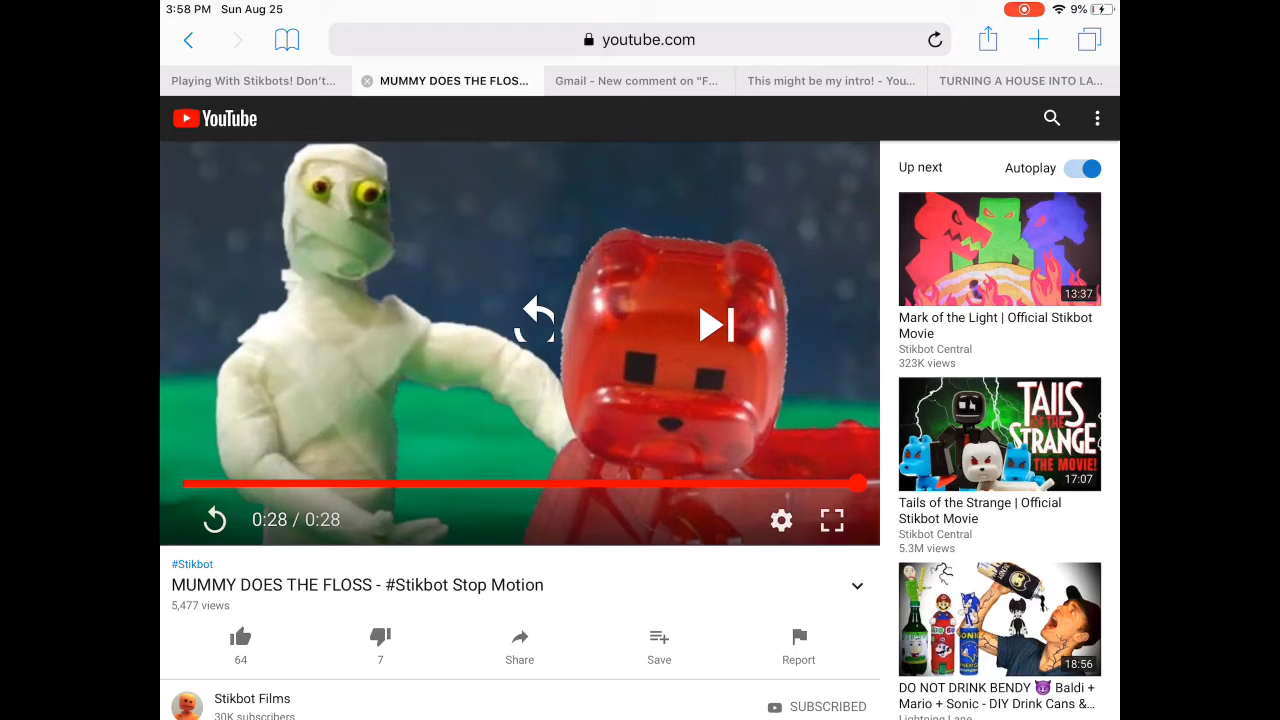 3:58 PM Sun Aug 25
9%
youtube.com
Playing With Stikbots! Don't...
MUMMY DOES THE FLOS...
Gmail - New comment on "F...
This might be my intro! - You...
TURNING A HOUSE INTO LA...
YouTube
Up next
Autoplay
13:37
Mark of the Light | Official Stikbot
Movie
Stikbot Central
323K views
TAILS
OF THE
STRANGE
THE MOVIE!
17:07
Tails of the Strange | Official
Stikbot Movie
Stikbot Central
5.3M views
18:56
DO NOT DRINK BENDY 😈 Baldi +
Mario + Sonic - DIY Drink Cans &...
Lightning Lane
0:28 / 0:28
#Stikbot
MUMMY DOES THE FLOSS - #Stikbot Stop Motion
5,477 views
64
7
Share
Save
Report
Stikbot Films
30K subscribers
SUBSCRIBED